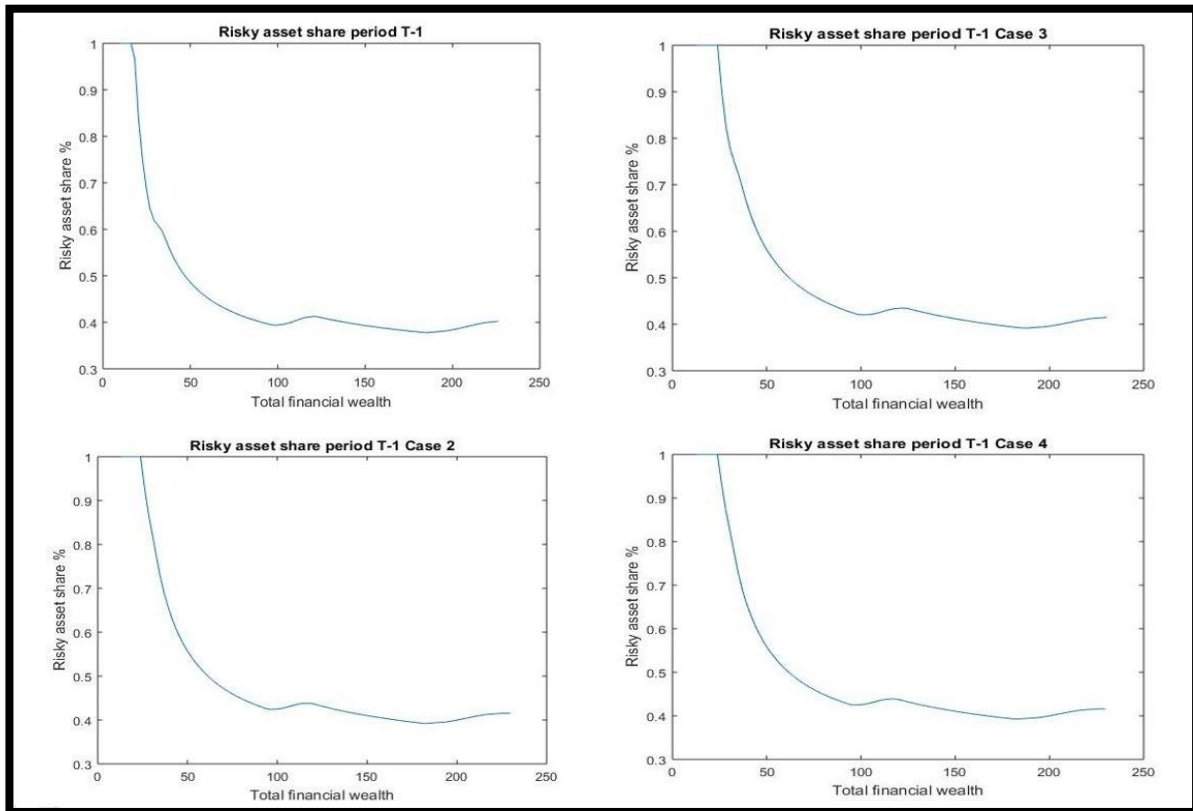 Risky asset share period T-1
1
0.9
0.8
0.7
0.6
0.5
0.4
0.3
Risky asset share %
0 50 100 150 200 250
Total financial wealth
Risky asset share period T-1 Case 3
1
0.9
0.8
0.7
0.6
0.5
0.4
0.3
Risky asset share %
0 50 100 150 200 250
Total financial wealth
Risky asset share period T-1 Case 2
1
0.9
0.8
0.7
0.6
0.5
0.4
0.3
Risky asset share %
0 50 100 150 200 250
Total financial wealth
Risky asset share period T-1 Case 4
1
0.9
0.8
0.7
0.6
0.5
0.4
0.3
Risky asset share %
0 50 100 150 200 250
Total financial wealth